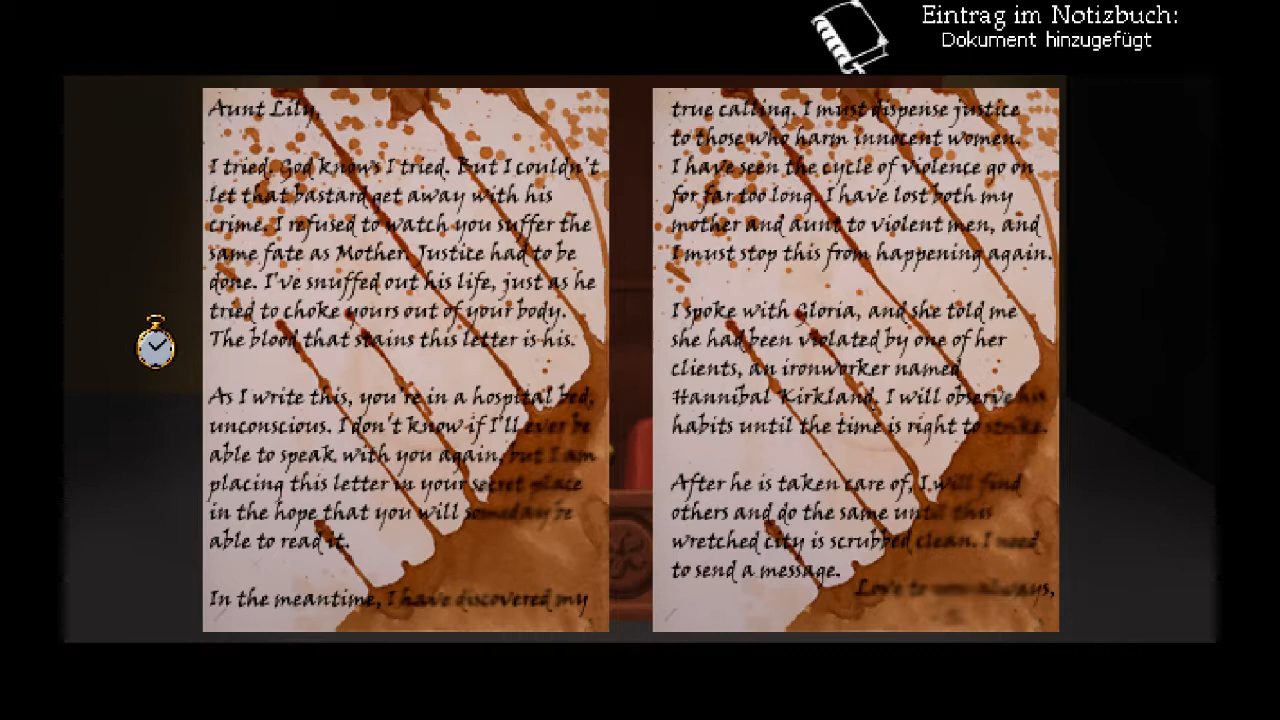 Eintrag im Notizbuch:
Dokument hinzugefügt
Aunt Lily,
I tried. God knows I tried. But I couldn't
let that bastard get away with his
crime. I refused to watch you suffer the
same fate as Mother. Justice had to be
done. I've snuffed out his life, just as he
tried to choke yours out of your body.
The blood that stains this letter is his.
As I write this, you're in a hospital bed,
unconscious. I don't know if I'll ever be
able to speak with you again, but I am
placing this letter in your secret place
in the hope that you will someday be
able to read it.
In the meantime, I have discovered my
true calling. I must dispense justice
to those who harm innocent women.
I have seen the cycle of violence go on
for far too long. I have lost both my
mother and aunt to violent men, and
I must stop this from happening again.
I spoke with Gloria, and she told me
she had been violated by one of her
clients, an ironworker named
Hannibal Kirkland. I will observe his
habits until the time is right to strike.
After he is taken care of, I will find
others and do the same until this
wretched city is scrubbed clean. I need
to send a message.
Love to always,